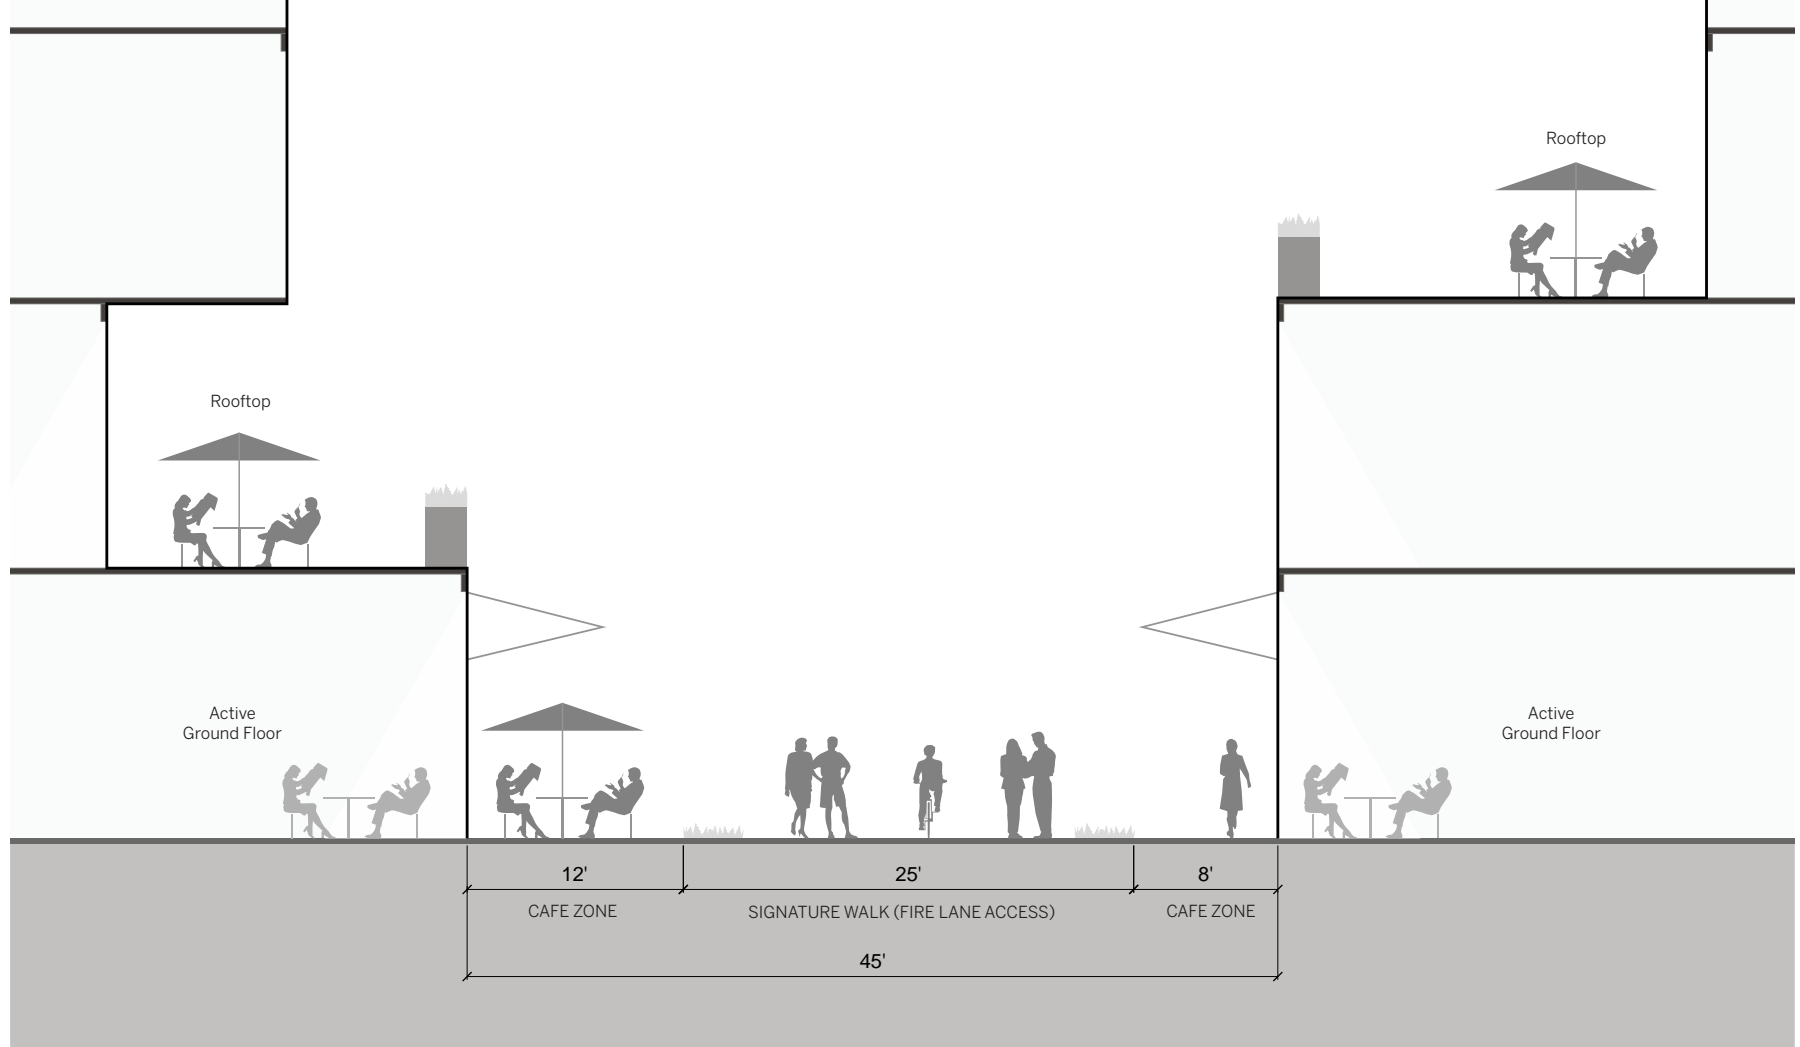 Rooftop
Rooftop
Active
Ground Floor
Active
Ground Floor
12'
25'
8'
CAFE ZONE
SIGNATURE WALK (FIRE LANE ACCESS)
CAFE ZONE
45'